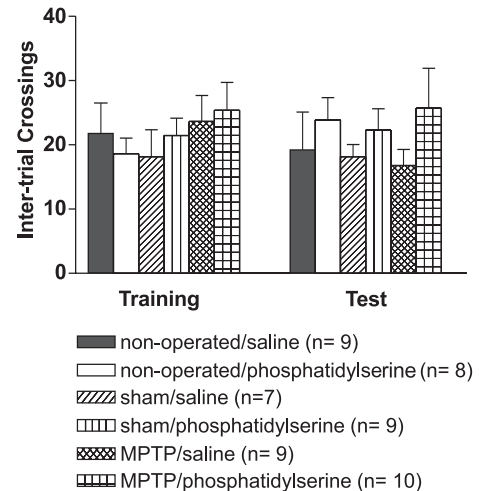 40
30
20
10
0
Inter-trial Crossings
Training Test
non-operated/saline (n= 9)
non-operated/phosphatidylserine (n= 8)
sham/saline (n=7)
sham/phosphatidylserine (n= 9)
MPTP/saline (n= 9)
MPTP/phosphatidylserine (n= 10)